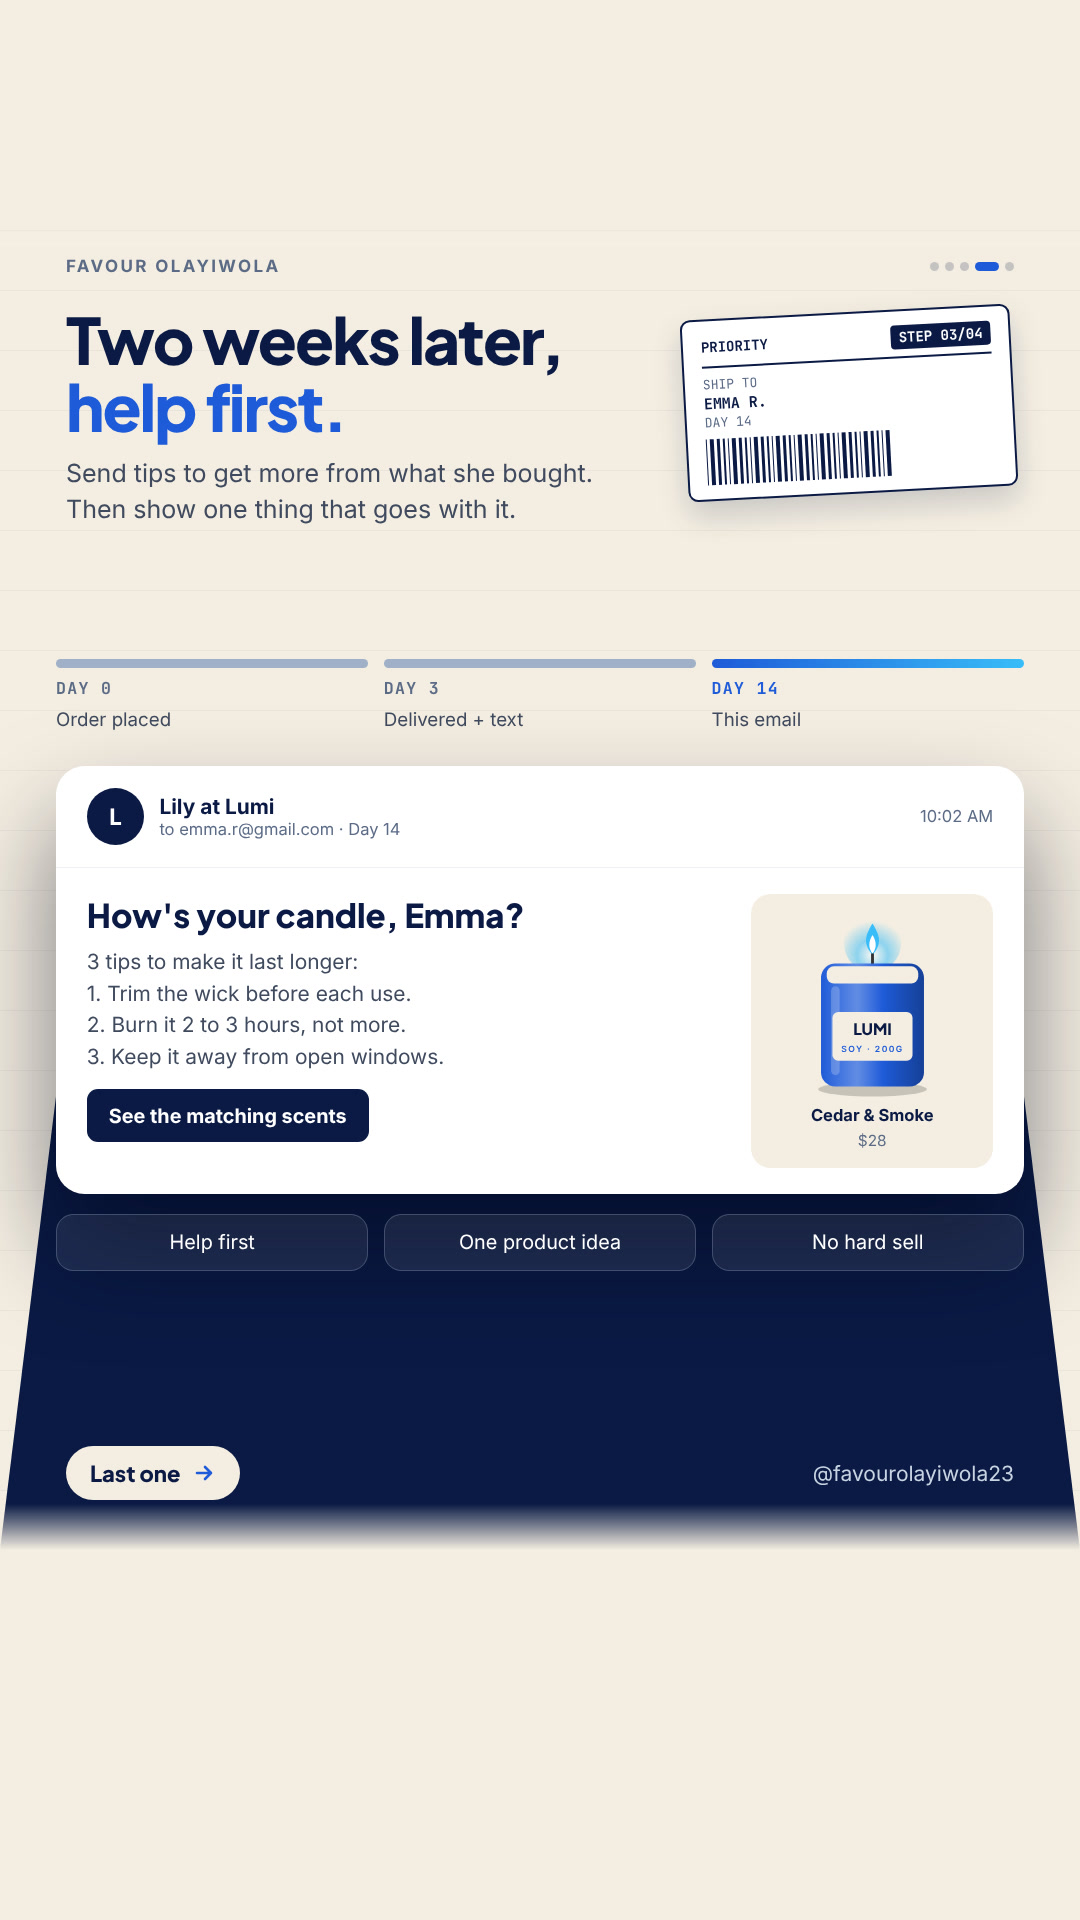 FAVOUR OLAYIWOLA
Two weeks later,
help first.
Send tips to get more from what she bought.
Then show one thing that goes with it.
PRIORITY
STEP 03/04
SHIP TO
EMMA R.
DAY 14
DAY 0
Order placed
DAY 3
Delivered + text
DAY 14
This email
L
Lily at Lumi
to emma.r@gmail.com · Day 14
10:02 AM
How's your candle, Emma?
3 tips to make it last longer:
1. Trim the wick before each use.
2. Burn it 2 to 3 hours, not more.
3. Keep it away from open windows.
See the matching scents
LUMI
SOY · 200G
Cedar & Smoke
$28
Help first
One product idea
No hard sell
Last one →
@favourolayiwola23